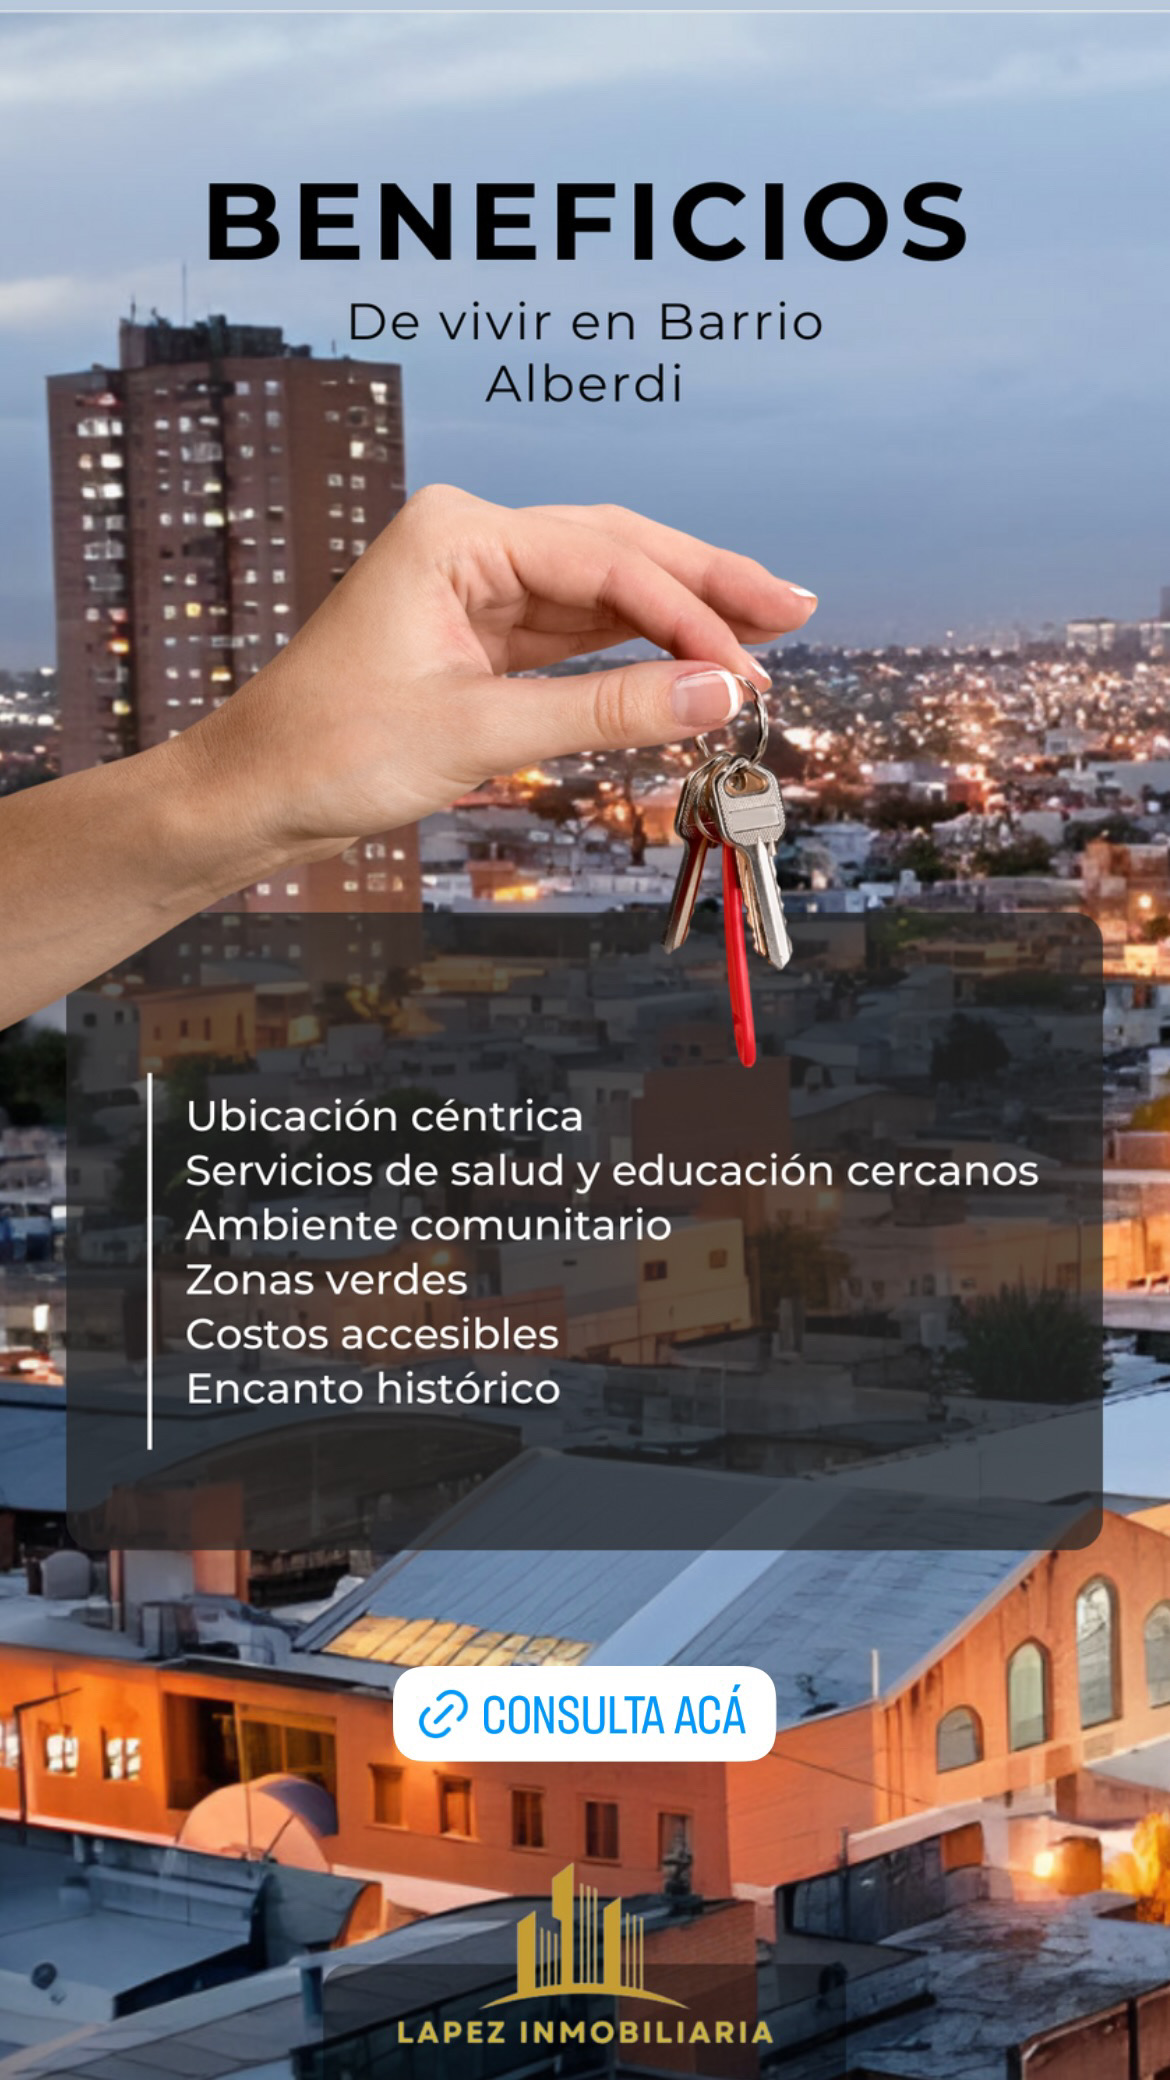 BENEFICIOS
De vivir en Barrio
Alberdi
Ubicación céntrica
Servicios de salud y educación cercanos
Ambiente comunitario
Zonas verdes
Costos accesibles
Encanto histórico
CONSULTA ACÁ
LAPEZ INMOBILIARIA